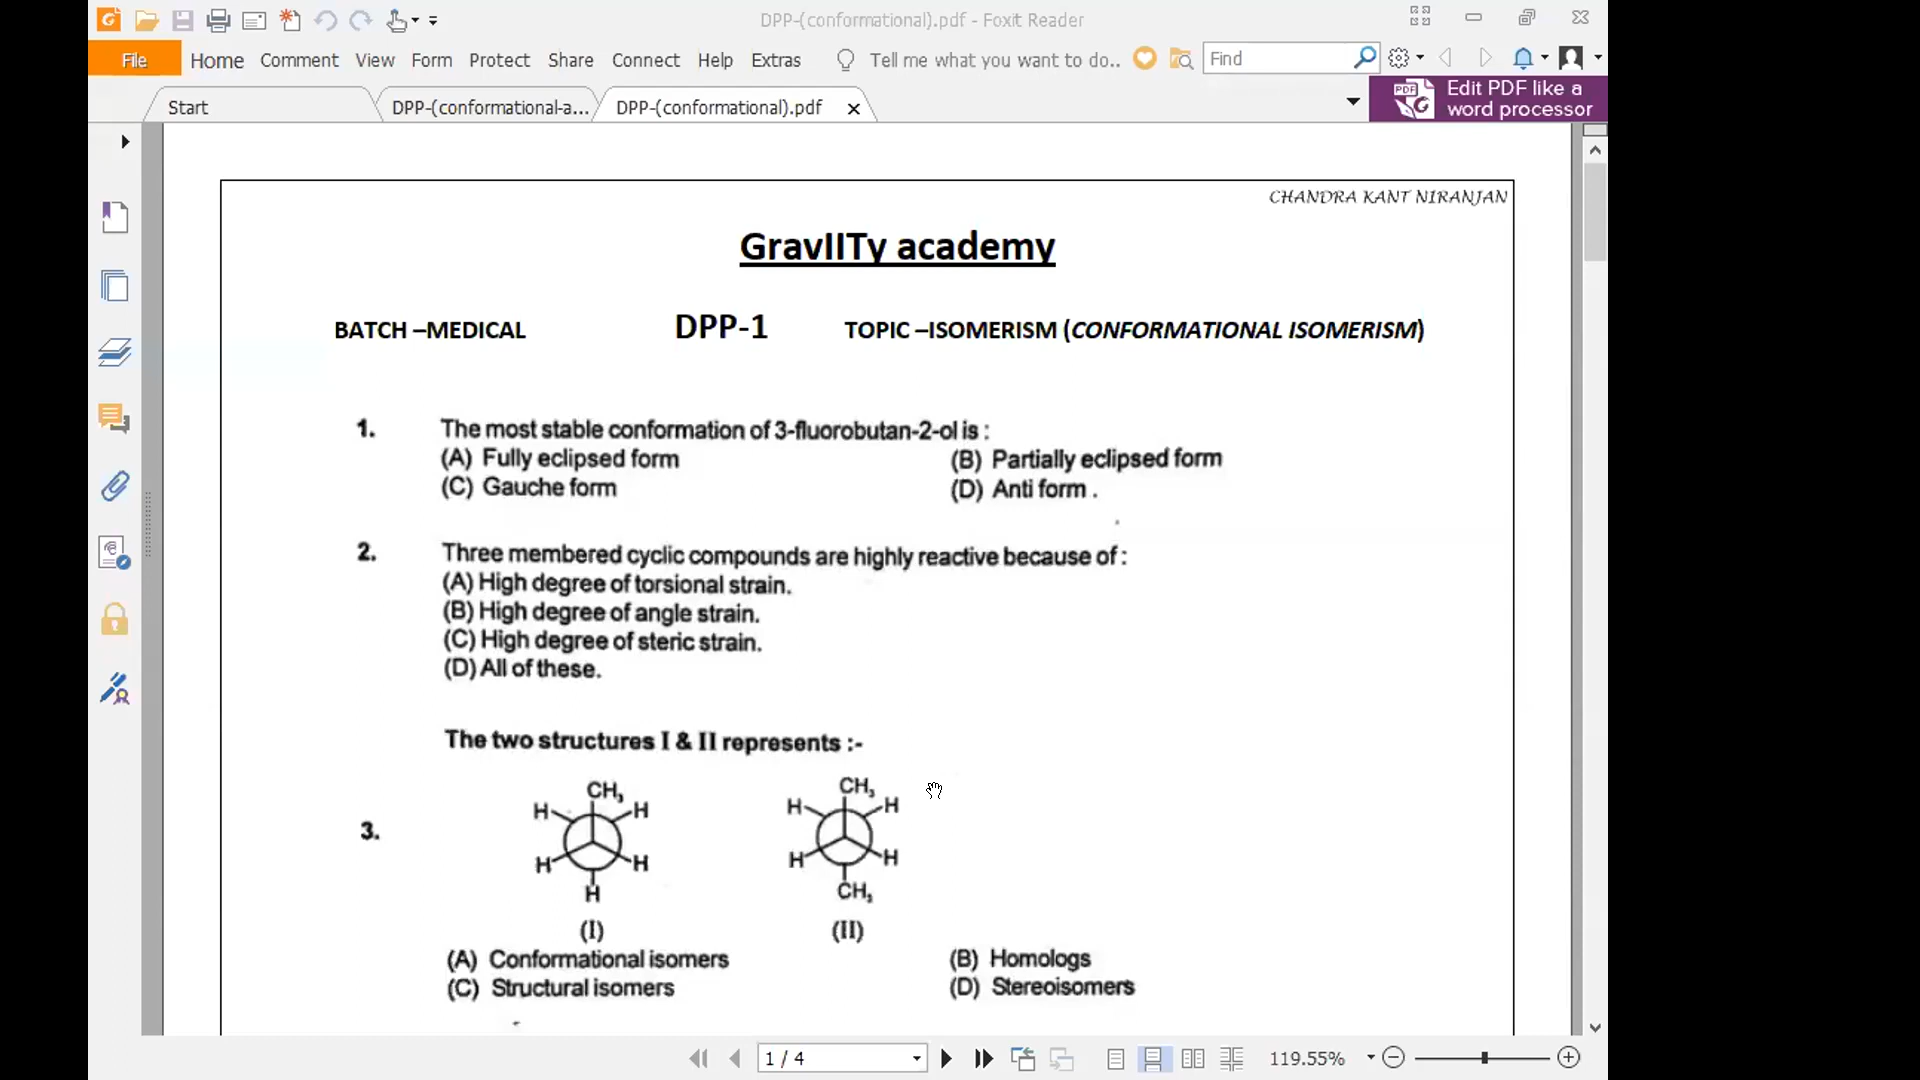 DPP-(conformational).pdf - Foxit Reader
File Home Comment View Form Protect Share Connect Help Extras Tell me what you want to do.. Find
Start DPP-(conformational-a... DPP-(conformational).pdf
Edit PDF like a
word processor
CHANDRA KANT NIRANJAN
GravIITy academy
BATCH –MEDICAL DPP-1 TOPIC –ISOMERISM (CONFORMATIONAL ISOMERISM)
1. The most stable conformation of 3-fluorobutan-2-ol is :
(A) Fully eclipsed form (B) Partially eclipsed form
(C) Gauche form (D) Anti form .
2. Three membered cyclic compounds are highly reactive because of :
(A) High degree of torsional strain.
(B) High degree of angle strain.
(C) High degree of steric strain.
(D) All of these.
The two structures I & II represents :-
CH₃ CH₃
H H H H
3.
H H H H
H CH₃
(I) (II)
(A) Conformational isomers (B) Homologs
(C) Structural isomers (D) Stereoisomers
1 / 4 119.55%